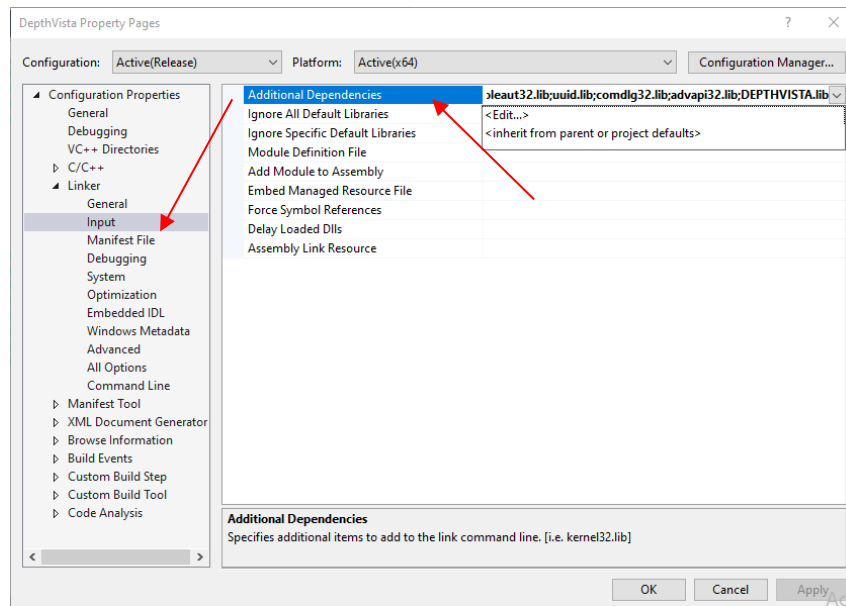 DepthVista Property Pages
Configuration: Active(Release) Platform: Active(x64) Configuration Manager...
Configuration Properties
General
Debugging
VC++ Directories
C/C++
Linker
General
Input
Manifest File
Debugging
System
Optimization
Embedded IDL
Windows Metadata
Advanced
All Options
Command Line
Manifest Tool
XML Document Generator
Browse Information
Build Events
Custom Build Step
Custom Build Tool
Code Analysis
Additional Dependencies oleaut32.lib;uuid.lib;comdlg32.lib;advapi32.lib;DEPTHVISTA.lib
Ignore All Default Libraries <Edit...>
Ignore Specific Default Libraries <inherit from parent or project defaults>
Module Definition File
Add Module to Assembly
Embed Managed Resource File
Force Symbol References
Delay Loaded Dlls
Assembly Link Resource
Additional Dependencies
Specifies additional items to add to the link command line. [i.e. kernel32.lib]
OK Cancel Apply